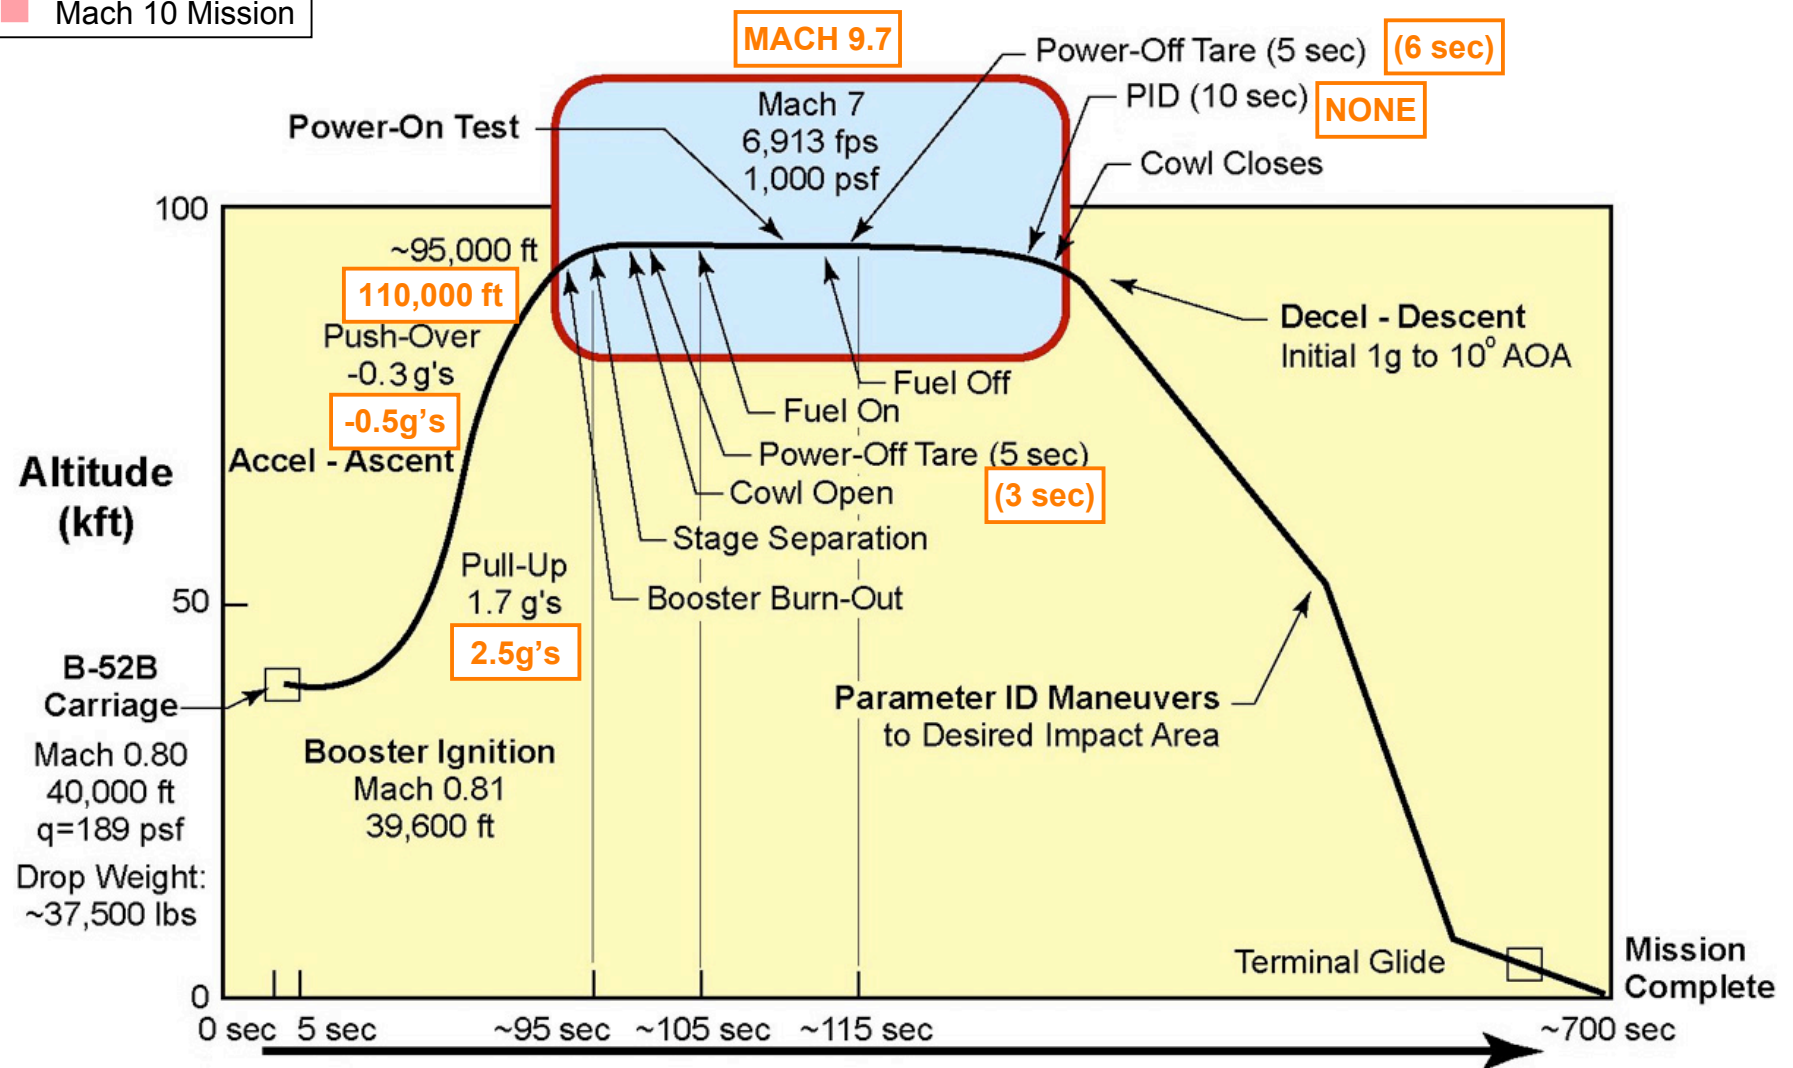 Mach 10 Mission
MACH 9.7
Power-Off Tare (5 sec)
(6 sec)
PID (10 sec)
NONE
Cowl Closes
Power-On Test
Mach 7
6,913 fps
1,000 psf
100
~95,000 ft
110,000 ft
Push-Over
-0.3 g's
-0.5g’s
Accel - Ascent
Decel - Descent
Initial 1g to 10° AOA
Fuel Off
Fuel On
Power-Off Tare (5 sec)
(3 sec)
Cowl Open
Stage Separation
Booster Burn-Out
Altitude
(kft)
Pull-Up
1.7 g's
2.5g’s
50
B-52B
Carriage
Mach 0.80
40,000 ft
q=189 psf
Drop Weight:
~37,500 lbs
Booster Ignition
Mach 0.81
39,600 ft
Parameter ID Maneuvers
to Desired Impact Area
Terminal Glide
Mission
Complete
0
0 sec
5 sec
~95 sec
~105 sec
~115 sec
~700 sec